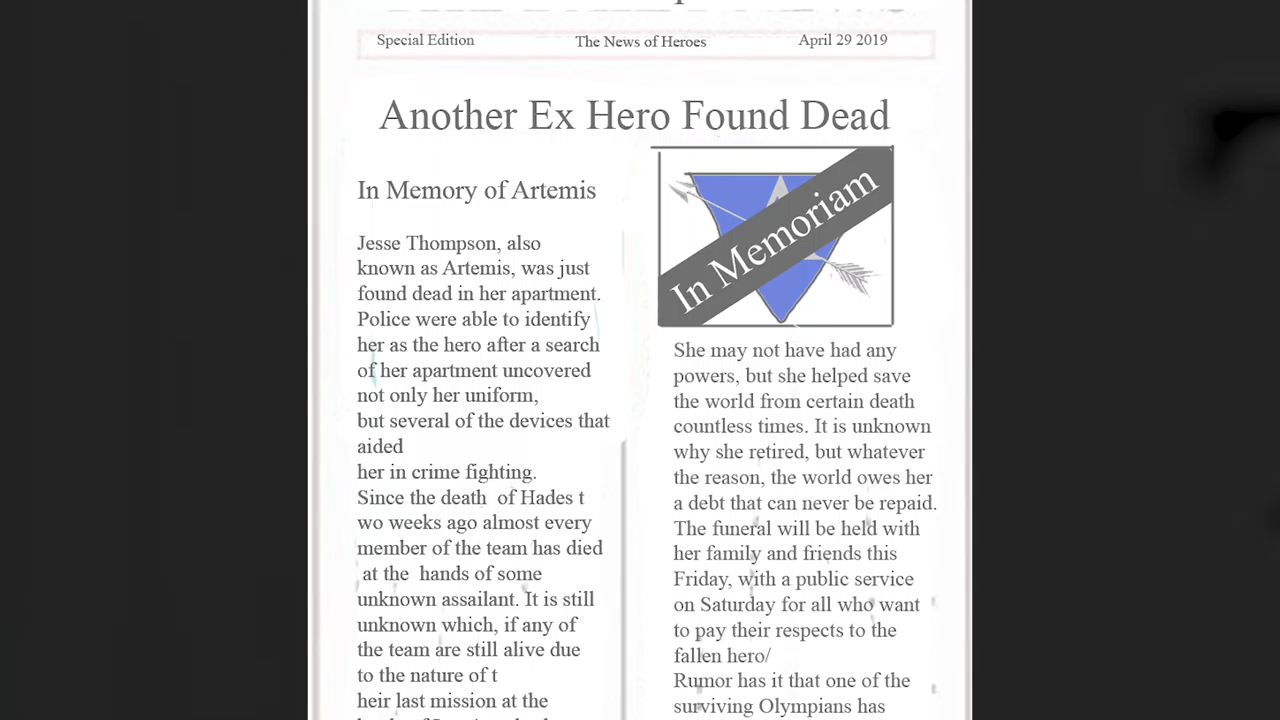 Special Edition
The News of Heroes
April 29 2019
Another Ex Hero Found Dead
In Memory of Artemis
Jesse Thompson, also
known as Artemis, was just
found dead in her apartment.
Police were able to identify
her as the hero after a search
of her apartment uncovered
not only her uniform,
but several of the devices that
aided
her in crime fighting.
Since the death of Hades t
wo weeks ago almost every
member of the team has died
at the hands of some
unknown assailant. It is still
unknown which, if any of
the team are still alive due
to the nature of t
heir last mission at the
In Memoriam
She may not have had any
powers, but she helped save
the world from certain death
countless times. It is unknown
why she retired, but whatever
the reason, the world owes her
a debt that can never be repaid.
The funeral will be held with
her family and friends this
Friday, with a public service
on Saturday for all who want
to pay their respects to the
fallen hero/
Rumor has it that one of the
surviving Olympians has